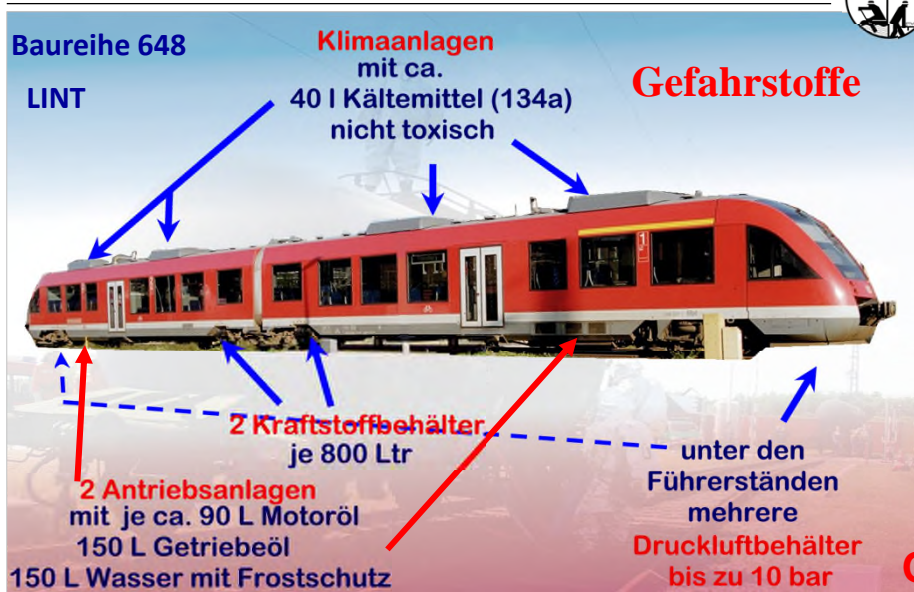 Baureihe 648
LINT
Klimaanlagen
mit ca.
40 l Kältemittel (134a)
nicht toxisch
Gefahrstoffe
1
2 Kraftstoffbehälter
je 800 Ltr
2 Antriebsanlagen
mit je ca. 90 L Motoröl
150 L Getriebeöl
150 L Wasser mit Frostschutz
unter den
Führerständen
mehrere
Druckluftbehälter
bis zu 10 bar